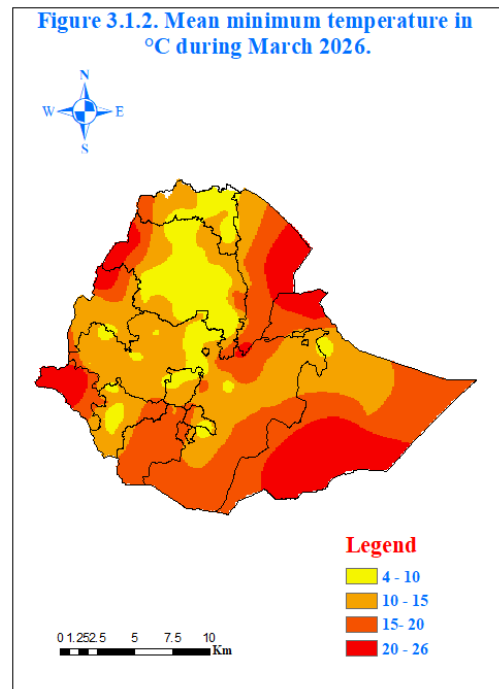 Figure 3.1.2. Mean minimum temperature in
°C during March 2026.
N
W E
S
Legend
4 - 10
10 - 15
15- 20
20 - 26
0 1.252.5 5 7.5 10
Km